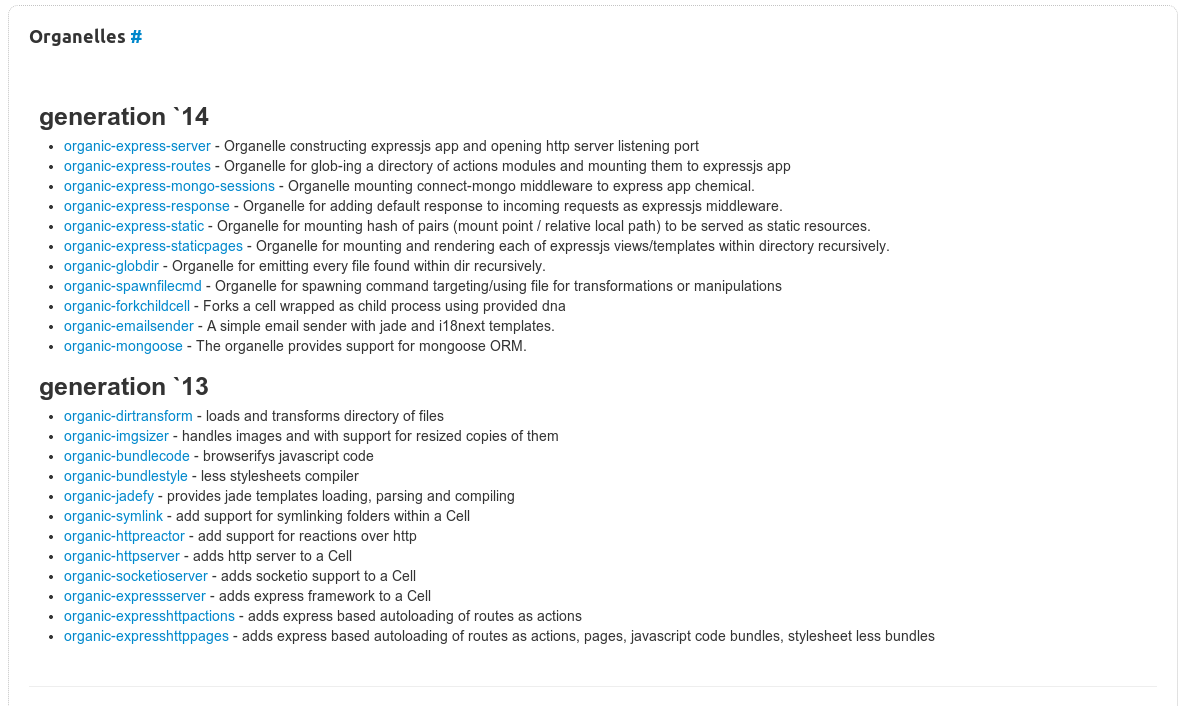 Organelles #
generation `14
organic-express-server - Organelle constructing expressjs app and opening http server listening port
organic-express-routes - Organelle for glob-ing a directory of actions modules and mounting them to expressjs app
organic-express-mongo-sessions - Organelle mounting connect-mongo middleware to express app chemical.
organic-express-response - Organelle for adding default response to incoming requests as expressjs middleware.
organic-express-static - Organelle for mounting hash of pairs (mount point / relative local path) to be served as static resources.
organic-express-staticpages - Organelle for mounting and rendering each of expressjs views/templates within directory recursively.
organic-globdir - Organelle for emitting every file found within dir recursively.
organic-spawnfilecmd - Organelle for spawning command targeting/using file for transformations or manipulations
organic-forkchildcell - Forks a cell wrapped as child process using provided dna
organic-emailsender - A simple email sender with jade and i18next templates.
organic-mongoose - The organelle provides support for mongoose ORM.
generation `13
organic-dirtransform - loads and transforms directory of files
organic-imgsizer - handles images and with support for resized copies of them
organic-bundlecode - browserifys javascript code
organic-bundlestyle - less stylesheets compiler
organic-jadefy - provides jade templates loading, parsing and compiling
organic-symlink - add support for symlinking folders within a Cell
organic-httpreactor - add support for reactions over http
organic-httpserver - adds http server to a Cell
organic-socketioserver - adds socketio support to a Cell
organic-expressserver - adds express framework to a Cell
organic-expresshttpactions - adds express based autoloading of routes as actions
organic-expresshttppages - adds express based autoloading of routes as actions, pages, javascript code bundles, stylesheet less bundles